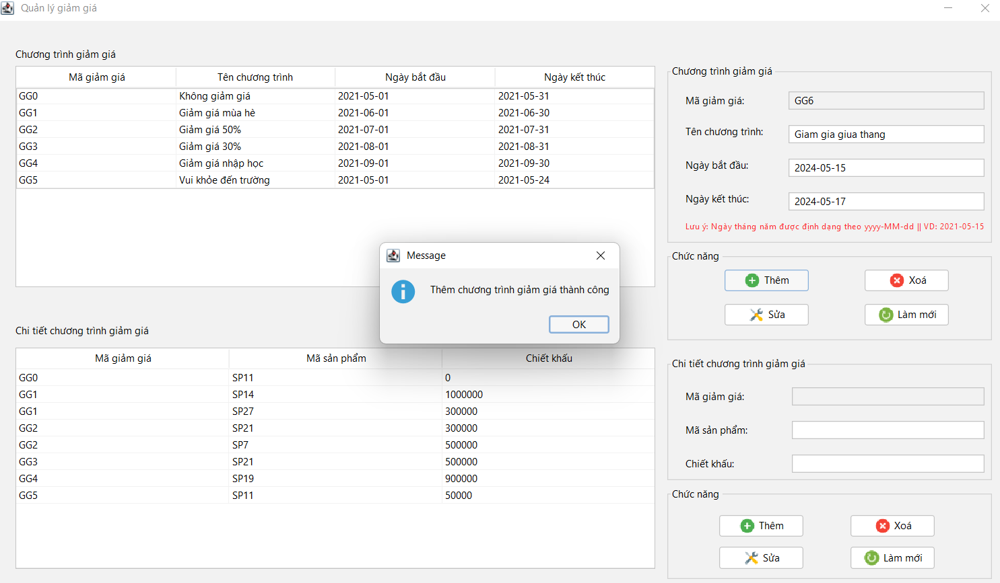 Quản lý giảm giá
Chương trình giảm giá
Mã giảm giá Tên chương trình Ngày bắt đầu Ngày kết thúc
GG0 Không giảm giá 2021-05-01 2021-05-31
GG1 Giảm giá mùa hè 2021-06-01 2021-06-30
GG2 Giảm giá 50% 2021-07-01 2021-07-31
GG3 Giảm giá 30% 2021-08-01 2021-08-31
GG4 Giảm giá nhập học 2021-09-01 2021-09-30
GG5 Vui khỏe đến trường 2021-05-01 2021-05-24
Chương trình giảm giá
Mã giảm giá: GG6
Tên chương trình: Giam gia giua thang
Ngày bắt đầu: 2024-05-15
Ngày kết thúc: 2024-05-17
Lưu ý: Ngày tháng năm được định dạng theo yyyy-MM-dd || VD: 2021-05-15
Message
Thêm chương trình giảm giá thành công
OK
Chức năng
Thêm Xoá
Sửa Làm mới
Chi tiết chương trình giảm giá
Mã giảm giá Mã sản phẩm Chiết khấu
GG0 SP11 0
GG1 SP14 1000000
GG1 SP27 300000
GG2 SP21 300000
GG2 SP7 500000
GG3 SP21 500000
GG4 SP19 900000
GG5 SP11 50000
Chi tiết chương trình giảm giá
Mã giảm giá:
Mã sản phẩm:
Chiết khấu:
Chức năng
Thêm Xoá
Sửa Làm mới